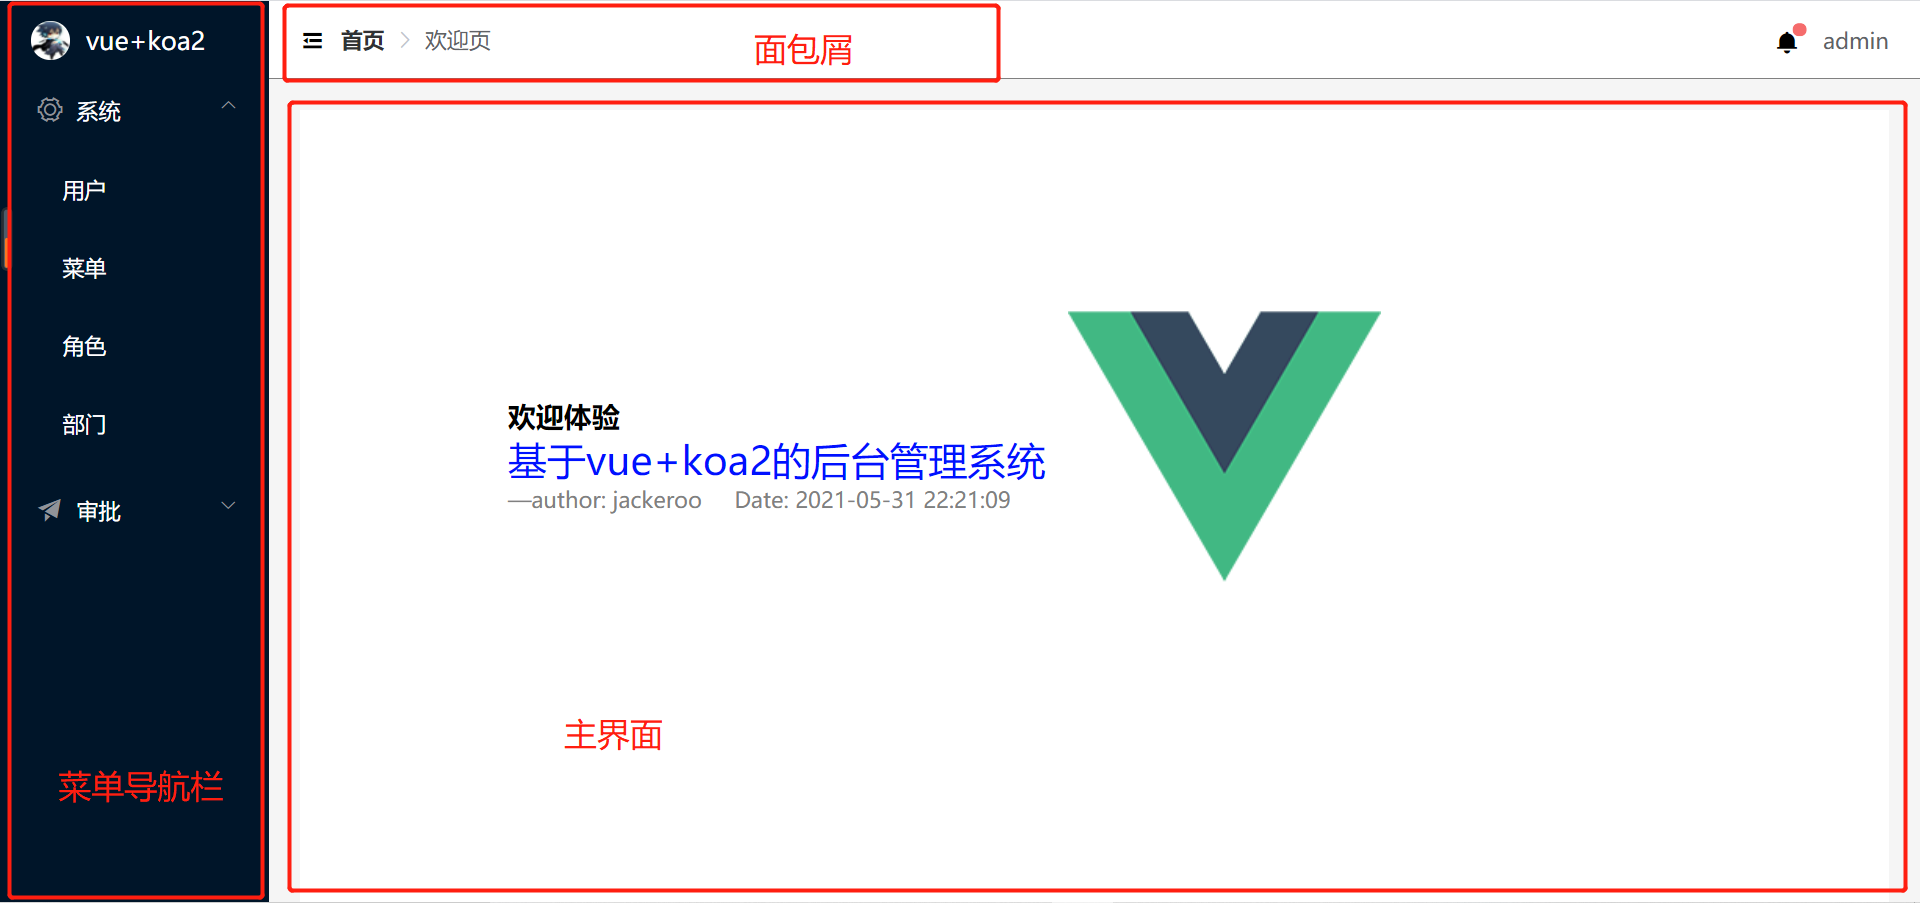 vue+koa2
系统
用户
菜单
角色
部门
审批
菜单导航栏
首页 欢迎页
面包屑
admin
欢迎体验
基于vue+koa2的后台管理系统
—author: jackeroo Date: 2021-05-31 22:21:09
主界面